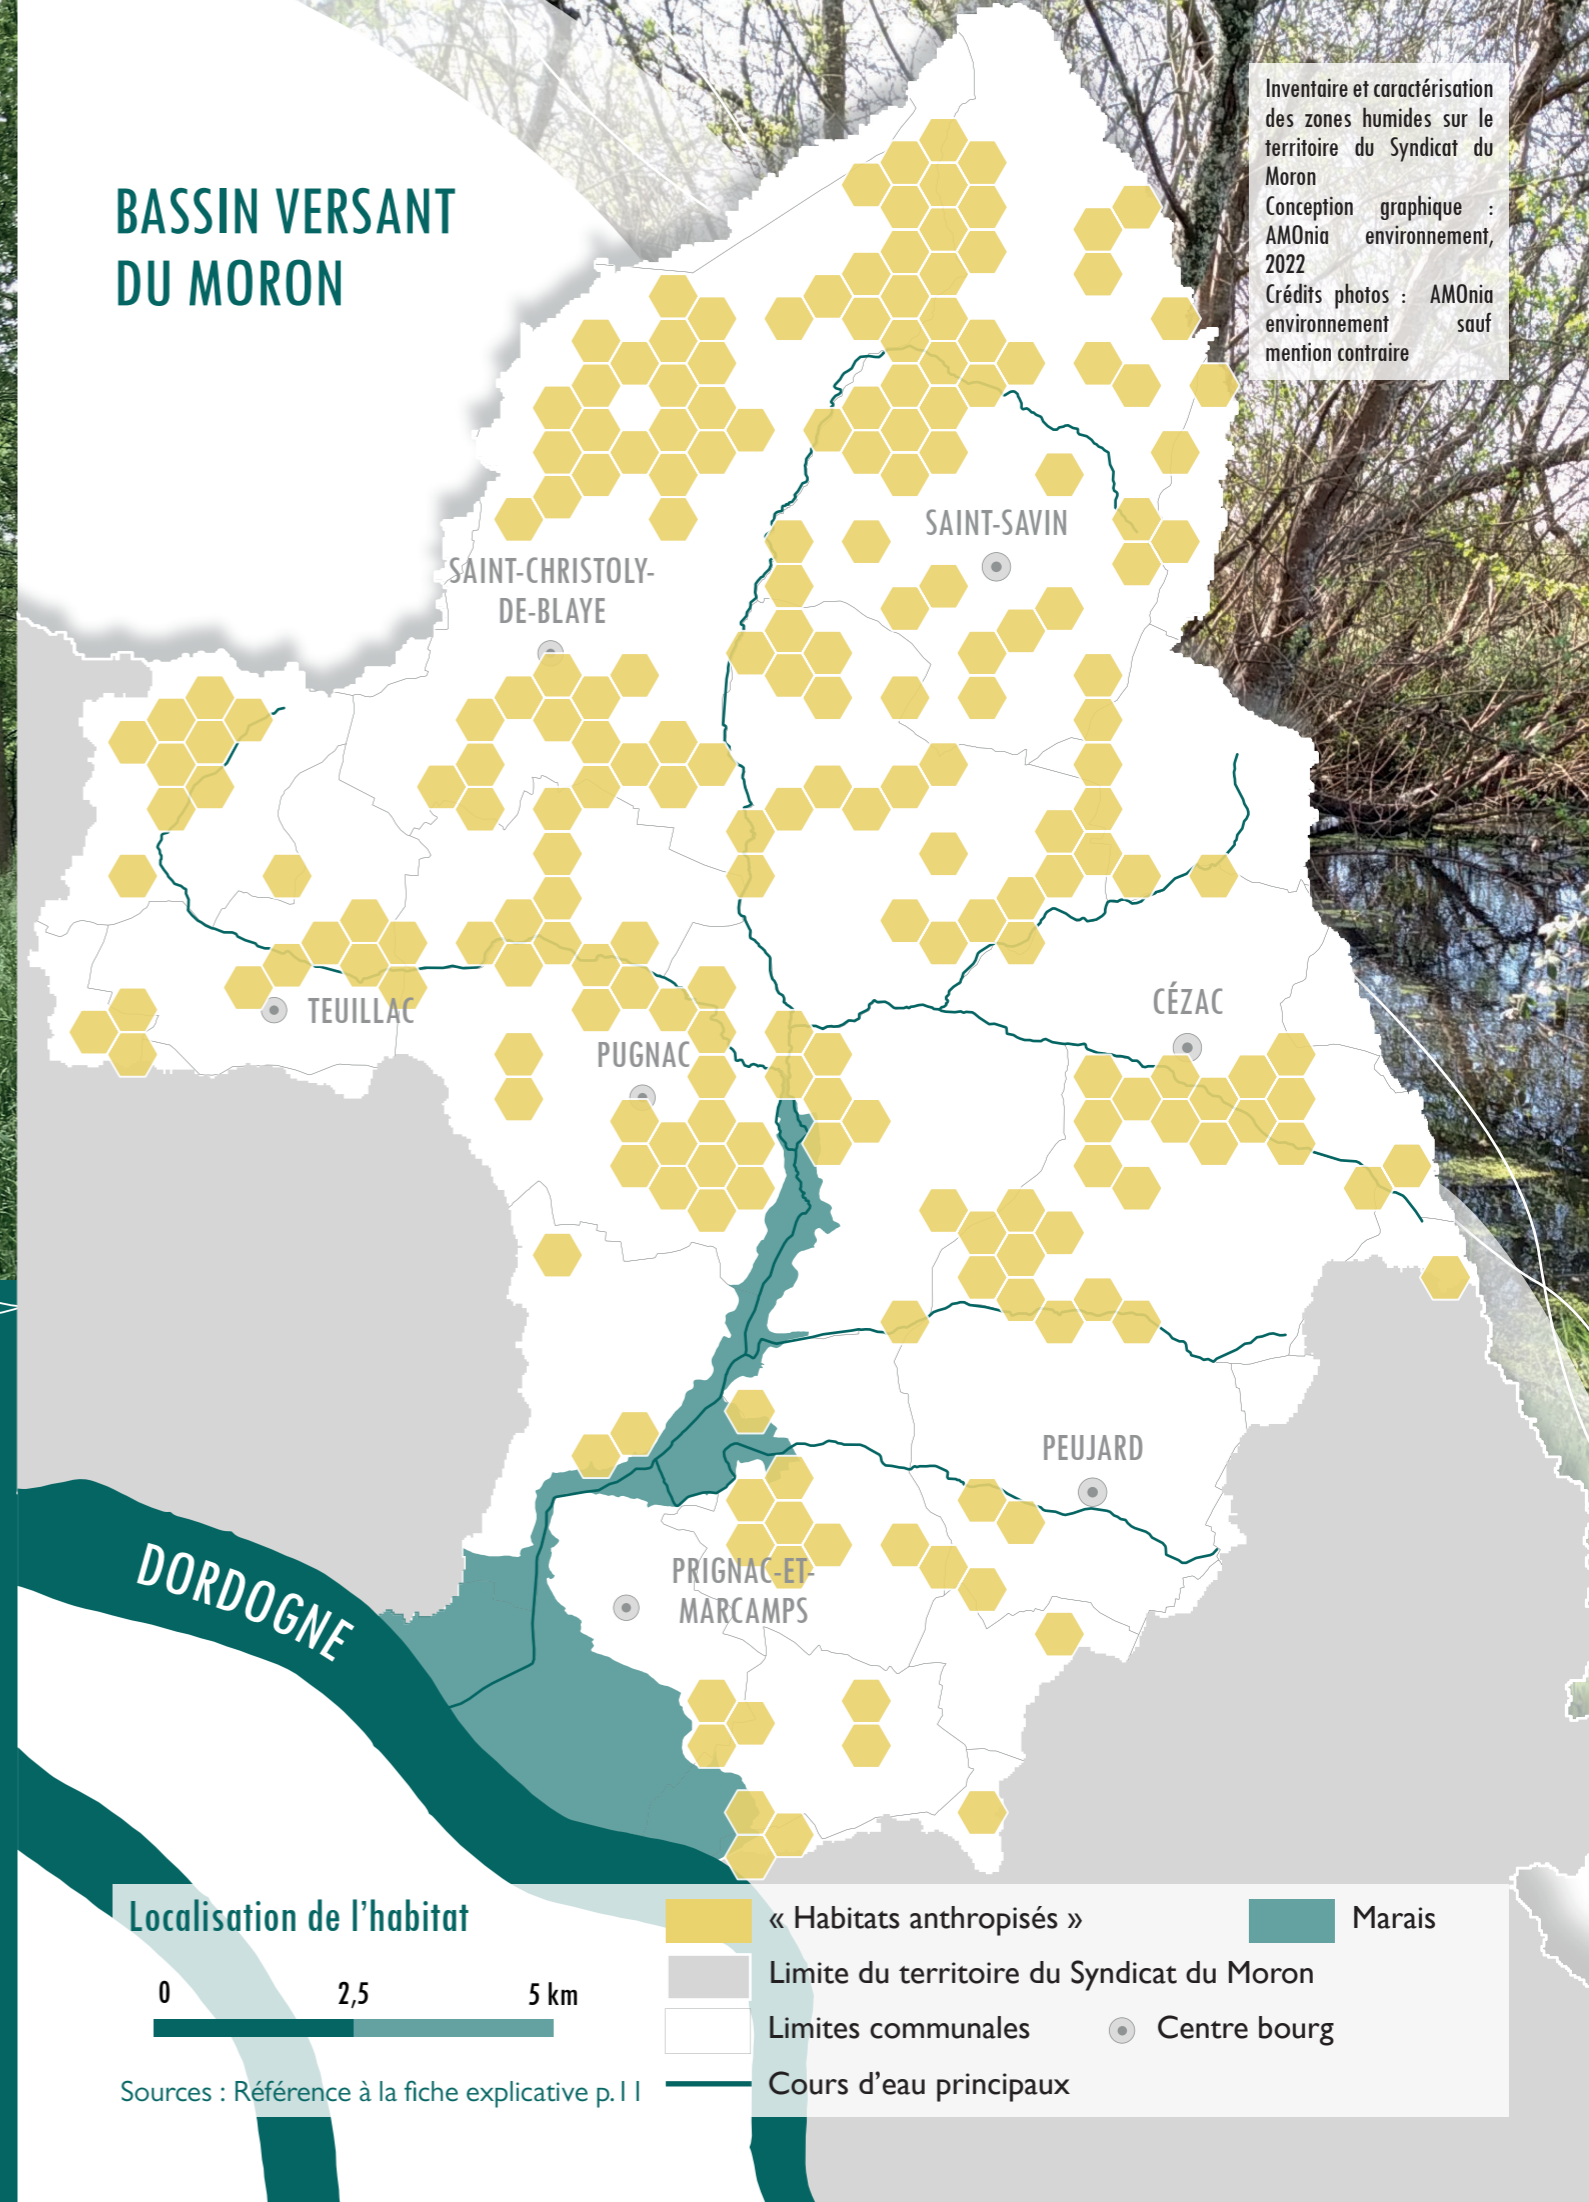 BASSIN VERSANT
DU MORON
Inventaire et caractérisation
des zones humides sur le
territoire du Syndicat du
Moron
Conception graphique :
AMOnia environnement,
2022
Crédits photos : AMOnia
environnement sauf
mention contraire
SAINT-SAVIN
SAINT-CHRISTOLY-
DE-BLAYE
TEUILLAC
CÉZAC
PUGNAC
PEUJARD
PRIGNAC-ET-
MARCAMPS
DORDOGNE
Localisation de l'habitat
0 2,5 5 km
Sources : Référence à la fiche explicative p.11
« Habitats anthropisés »
Marais
Limite du territoire du Syndicat du Moron
Limites communales
Centre bourg
Cours d'eau principaux